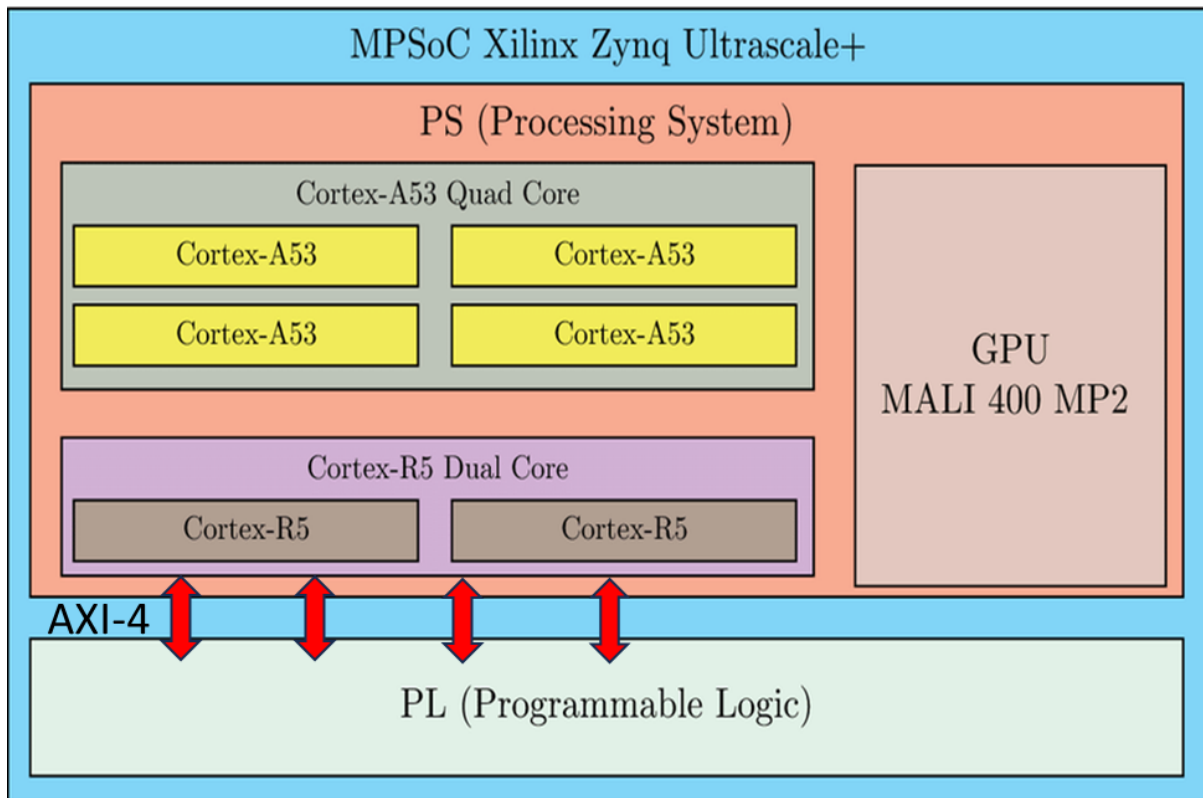 MPSoC Xilinx Zynq Ultrascale+
PS (Processing System)
Cortex-A53 Quad Core
Cortex-A53
Cortex-A53
Cortex-A53
Cortex-A53
GPU
MALI 400 MP2
Cortex-R5 Dual Core
Cortex-R5
Cortex-R5
AXI-4
PL (Programmable Logic)